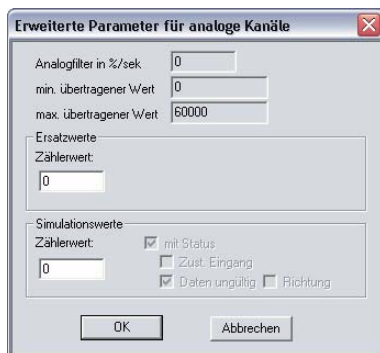 Erweiterte Parameter für analoge Kanäle
Analogfilter in %/sek 0
min. übertragener Wert 0
max. übertragener Wert 60000
Ersatzwerte
Zählerwert:
0
Simulationswerte
Zählerwert: mit Status
Zust. Eingang
0 Daten ungültig Richtung
OK Abbrechen